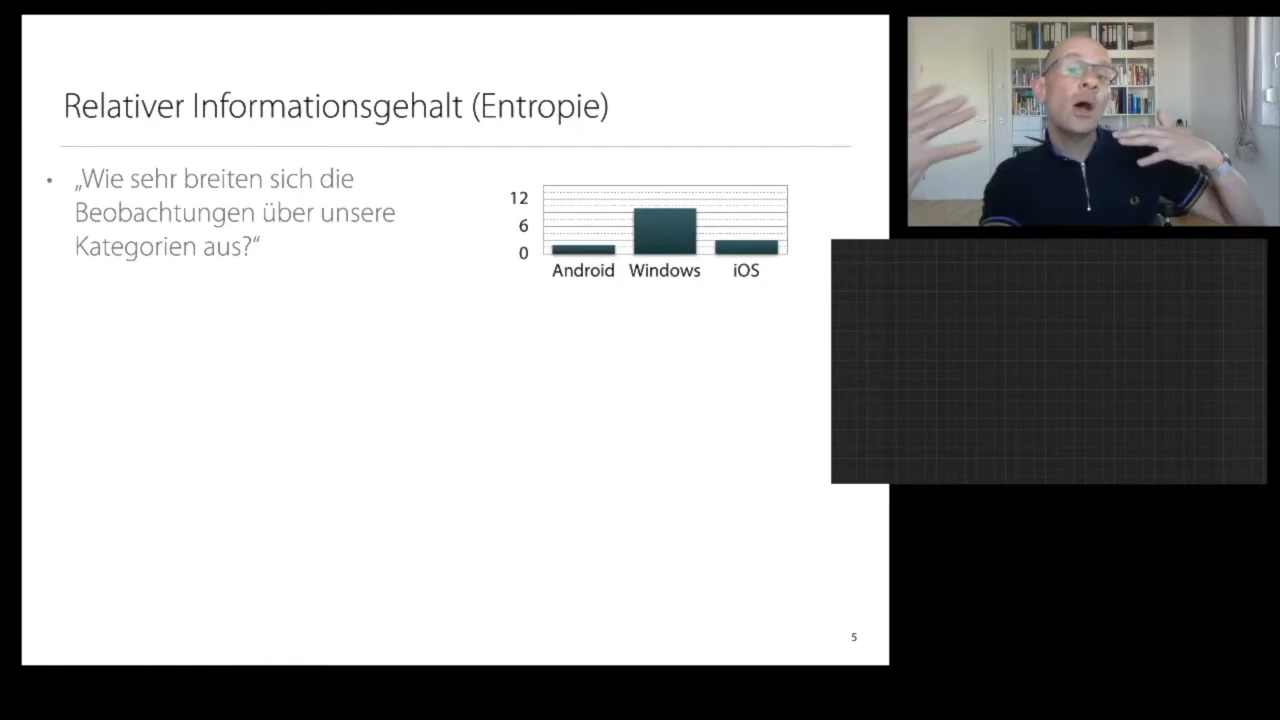 Relativer Informationsgehalt (Entropie)
• „Wie sehr breiten sich die
Beobachtungen über unsere
Kategorien aus?“
12
6
0
Android Windows iOS
5